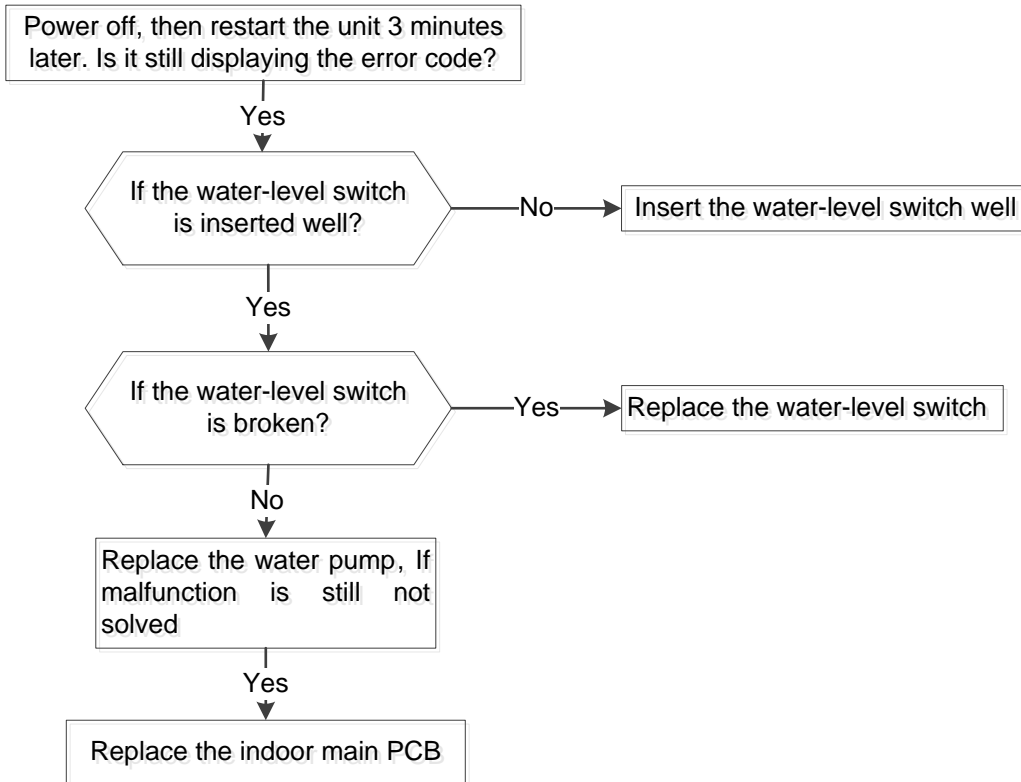 Power off, then restart the unit 3 minutes
later. Is it still displaying the error code?
Yes
If the water-level switch
is inserted well?
No
Insert the water-level switch well
Yes
If the water-level switch
is broken?
Yes
Replace the water-level switch
No
Replace the water pump, If
malfunction is still not
solved
Yes
Replace the indoor main PCB